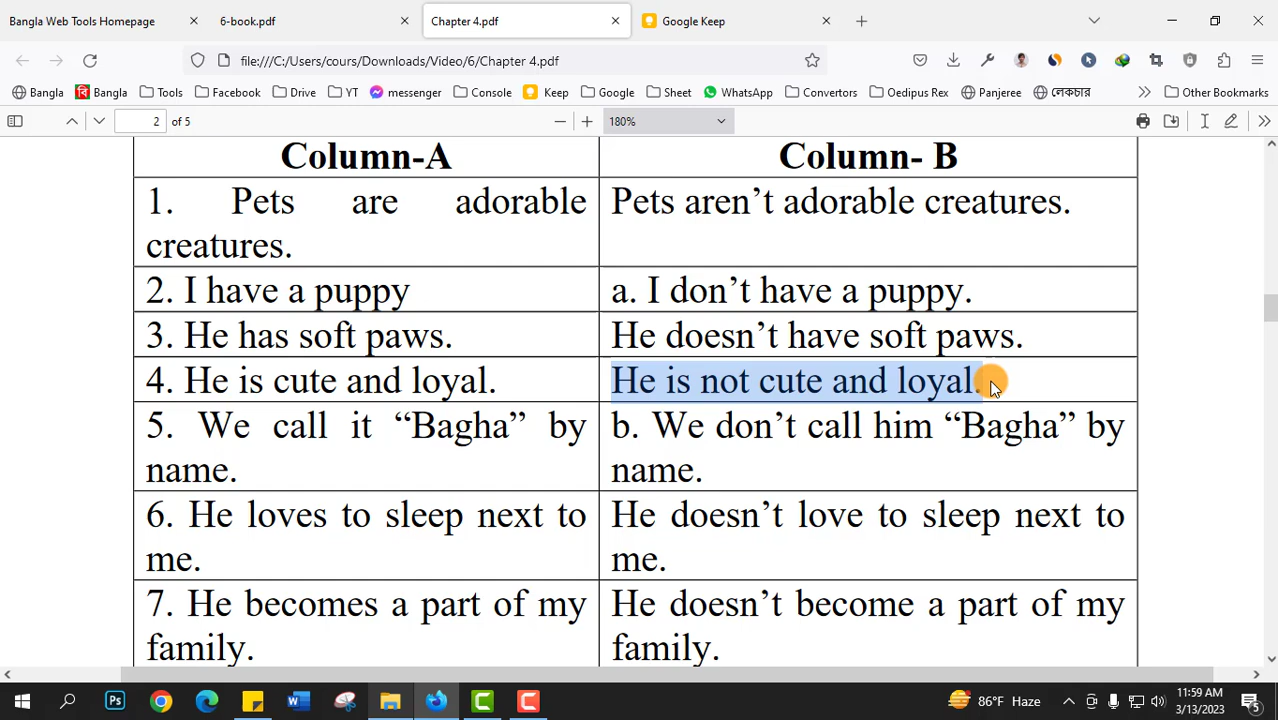 Bangla Web Tools Homepage
6-book.pdf
Chapter 4.pdf
Google Keep
file:///C:/Users/cours/Downloads/Video/6/Chapter 4.pdf
Bangla
বি Bangla
Tools
Facebook
Drive
YT
messenger
Console
Keep
Google
Sheet
WhatsApp
Convertors
Oedipus Rex
Panjeree
লেকচার
Other Bookmarks
2 of 5
180%
Column-A
Column- B
1. Pets are adorable
creatures.
Pets aren’t adorable creatures.
2. I have a puppy
a. I don’t have a puppy.
3. He has soft paws.
He doesn’t have soft paws.
4. He is cute and loyal.
He is not cute and loyal.
5. We call it “Bagha” by
name.
b. We don’t call him “Bagha” by
name.
6. He loves to sleep next to
me.
He doesn’t love to sleep next to
me.
7. He becomes a part of my
family.
He doesn’t become a part of my
family.
Ps
W
86°F Haze
11:59 AM
3/13/2023
5